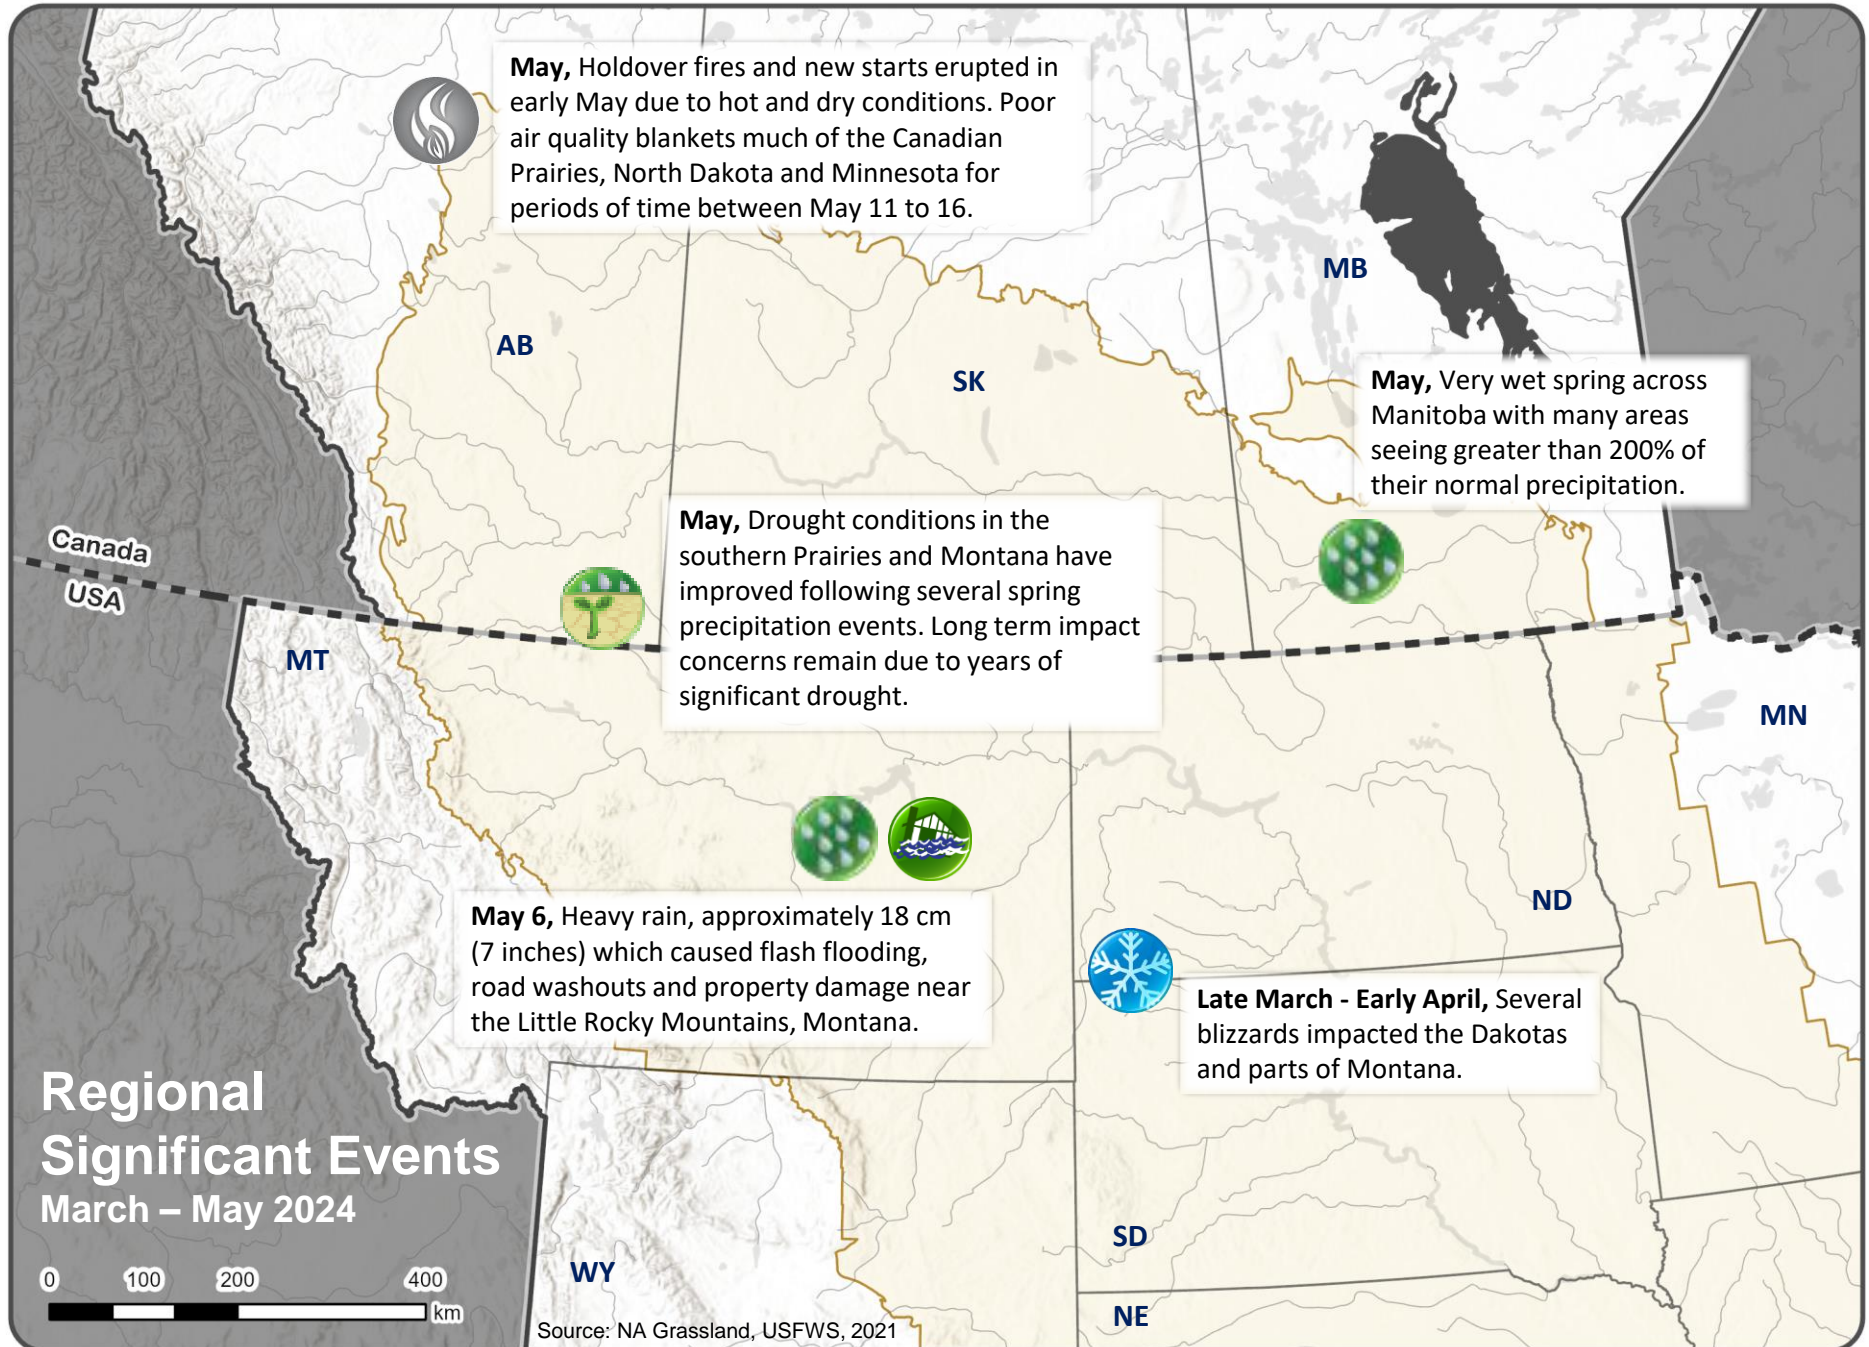 May, Holdover fires and new starts erupted in
early May due to hot and dry conditions. Poor
air quality blankets much of the Canadian
Prairies, North Dakota and Minnesota for
periods of time between May 11 to 16.
MB
AB
SK
May, Very wet spring across
Manitoba with many areas
seeing greater than 200% of
their normal precipitation.
May, Drought conditions in the
southern Prairies and Montana have
improved following several spring
precipitation events. Long term impact
concerns remain due to years of
significant drought.
Canada
USA
MT
MN
ND
May 6, Heavy rain, approximately 18 cm
(7 inches) which caused flash flooding,
road washouts and property damage near
the Little Rocky Mountains, Montana.
Late March - Early April, Several
blizzards impacted the Dakotas
and parts of Montana.
Regional
Significant Events
March – May 2024
SD
WY
NE
0 100 200 400
km
Source: NA Grassland, USFWS, 2021